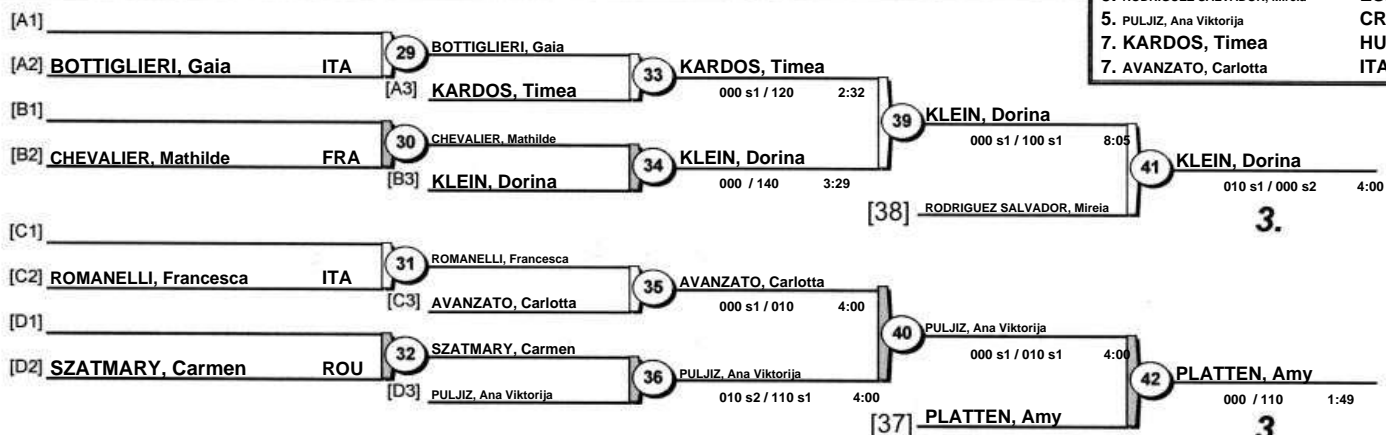 5. PULJIZ, Ana Viktorija CR
7. KARDOS, Timea HU
7. AVANZATO, Carlotta ITA
[A1]
[A2] BOTTIGLIERI, Gaia ITA
29
BOTTIGLIERI, Gaia
[A3] KARDOS, Timea
33
KARDOS, Timea
000 s1 / 120 2:32
[B1]
[B2] CHEVALIER, Mathilde FRA
30
CHEVALIER, Mathilde
[B3] KLEIN, Dorina
34
KLEIN, Dorina
000 / 140 3:29
39
KLEIN, Dorina
000 s1 / 100 s1 8:05
[38] RODRIGUEZ SALVADOR, Mireia
41
KLEIN, Dorina
010 s1 / 000 s2 4:00
3.
[C1]
[C2] ROMANELLI, Francesca ITA
31
ROMANELLI, Francesca
[C3] AVANZATO, Carlotta
35
AVANZATO, Carlotta
000 s1 / 010 4:00
[D1]
[D2] SZATMARY, Carmen ROU
32
SZATMARY, Carmen
[D3] PULJIZ, Ana Viktorija
36
PULJIZ, Ana Viktorija
010 s2 / 110 s1 4:00
40
PULJIZ, Ana Viktorija
000 s1 / 010 s1 4:00
[37] PLATTEN, Amy
42
PLATTEN, Amy
000 / 110 1:49
3